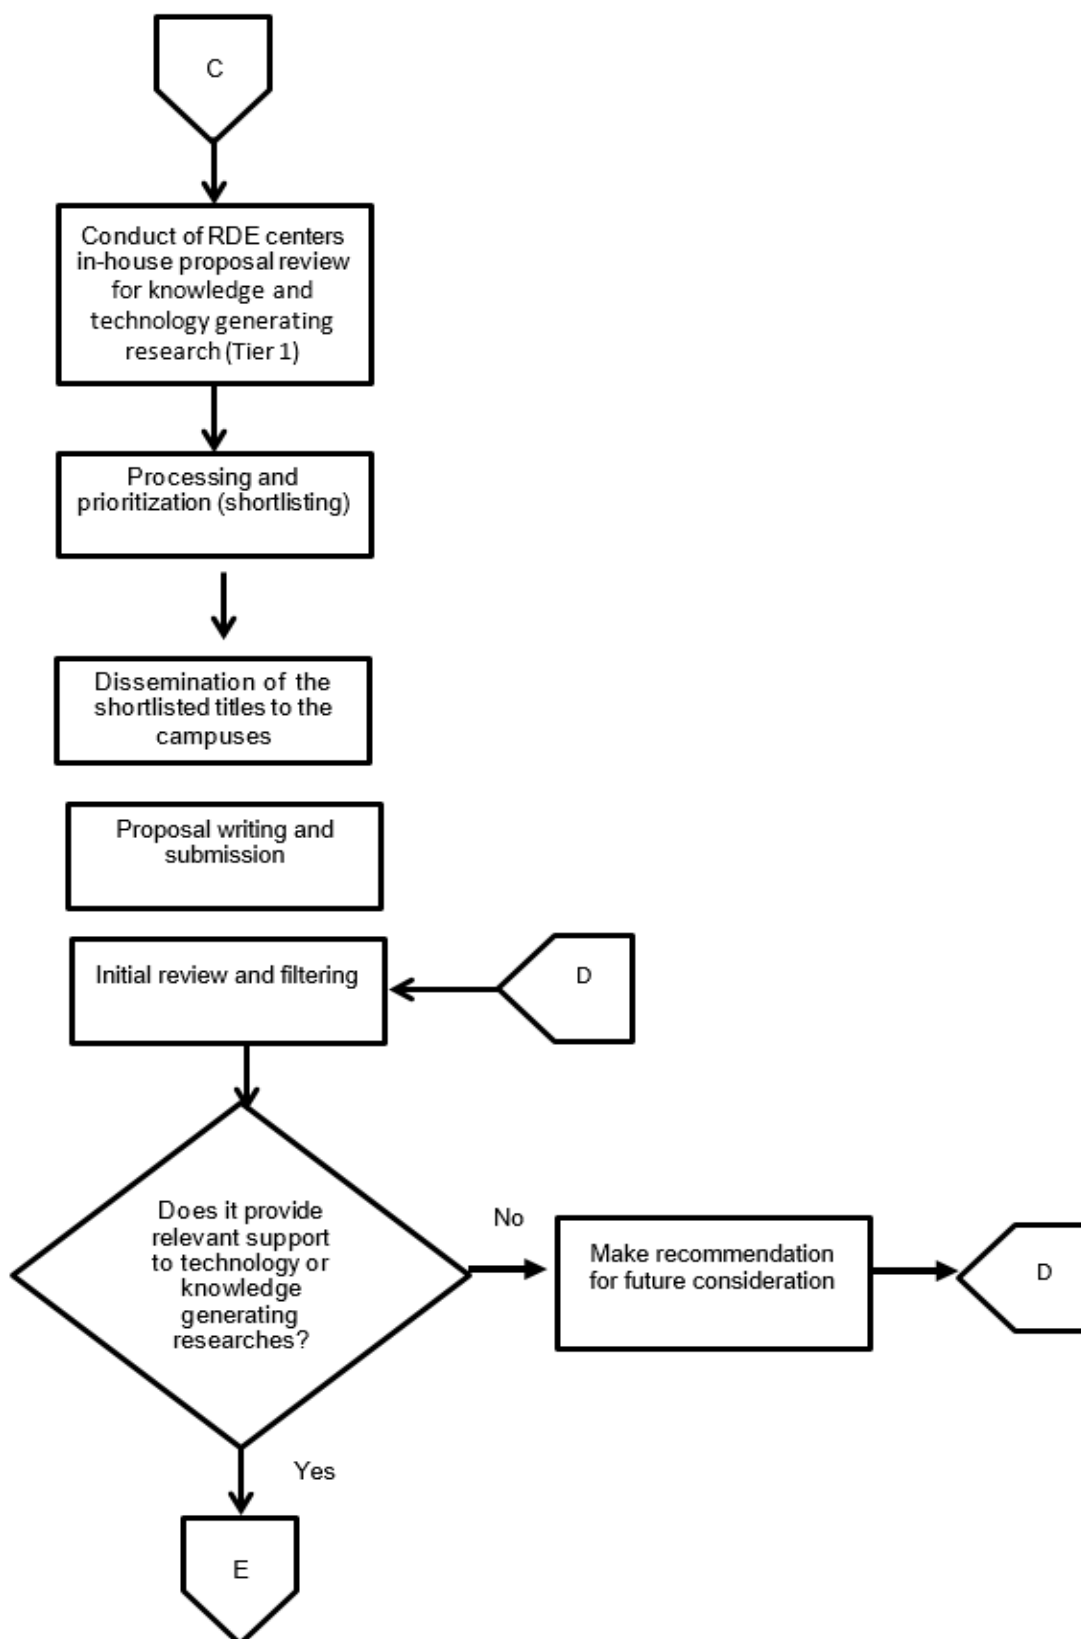 C
Conduct of RDE centers
in-house proposal review
for knowledge and
technology generating
research (Tier 1)
Processing and
prioritization (shortlisting)
Dissemination of the
shortlisted titles to the
campuses
Proposal writing and
submission
Initial review and filtering
D
Does it provide
relevant support
to technology or
knowledge
generating
researches?
No
Make recommendation
for future consideration
D
Yes
E